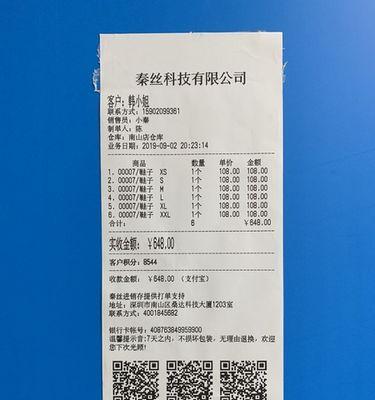 秦丝科技有限公司
客户:韩小姐
联系方式:15902099361
销售员:小秦
制单人:陈
仓库:南山店仓库
业务日期:2019-09-02 20:23:14
商品 数量 单价 金额
1. 00007/鞋子 XS 1个 108.00 108.00
2. 00007/鞋子 S 1个 108.00 108.00
3. 00007/鞋子 M 1个 108.00 108.00
4. 00007/鞋子 L 1个 108.00 108.00
5. 00007/鞋子 XL 1个 108.00 108.00
6. 00007/鞋子 XXL 1个 108.00 108.00
合计: 6 ¥648.00
实收金额: ¥648.00
客户积分:8544
收款金额: ¥648.00 (支付宝)
秦丝进销存提供打单支持
地址:深圳市南山区桑达科技大厦1203室
联系方式:4001845682
银行卡帐号:408763849959900
温馨提示音:7天之内,不损坏包装,无理由退换,欢迎
您下次光顾!